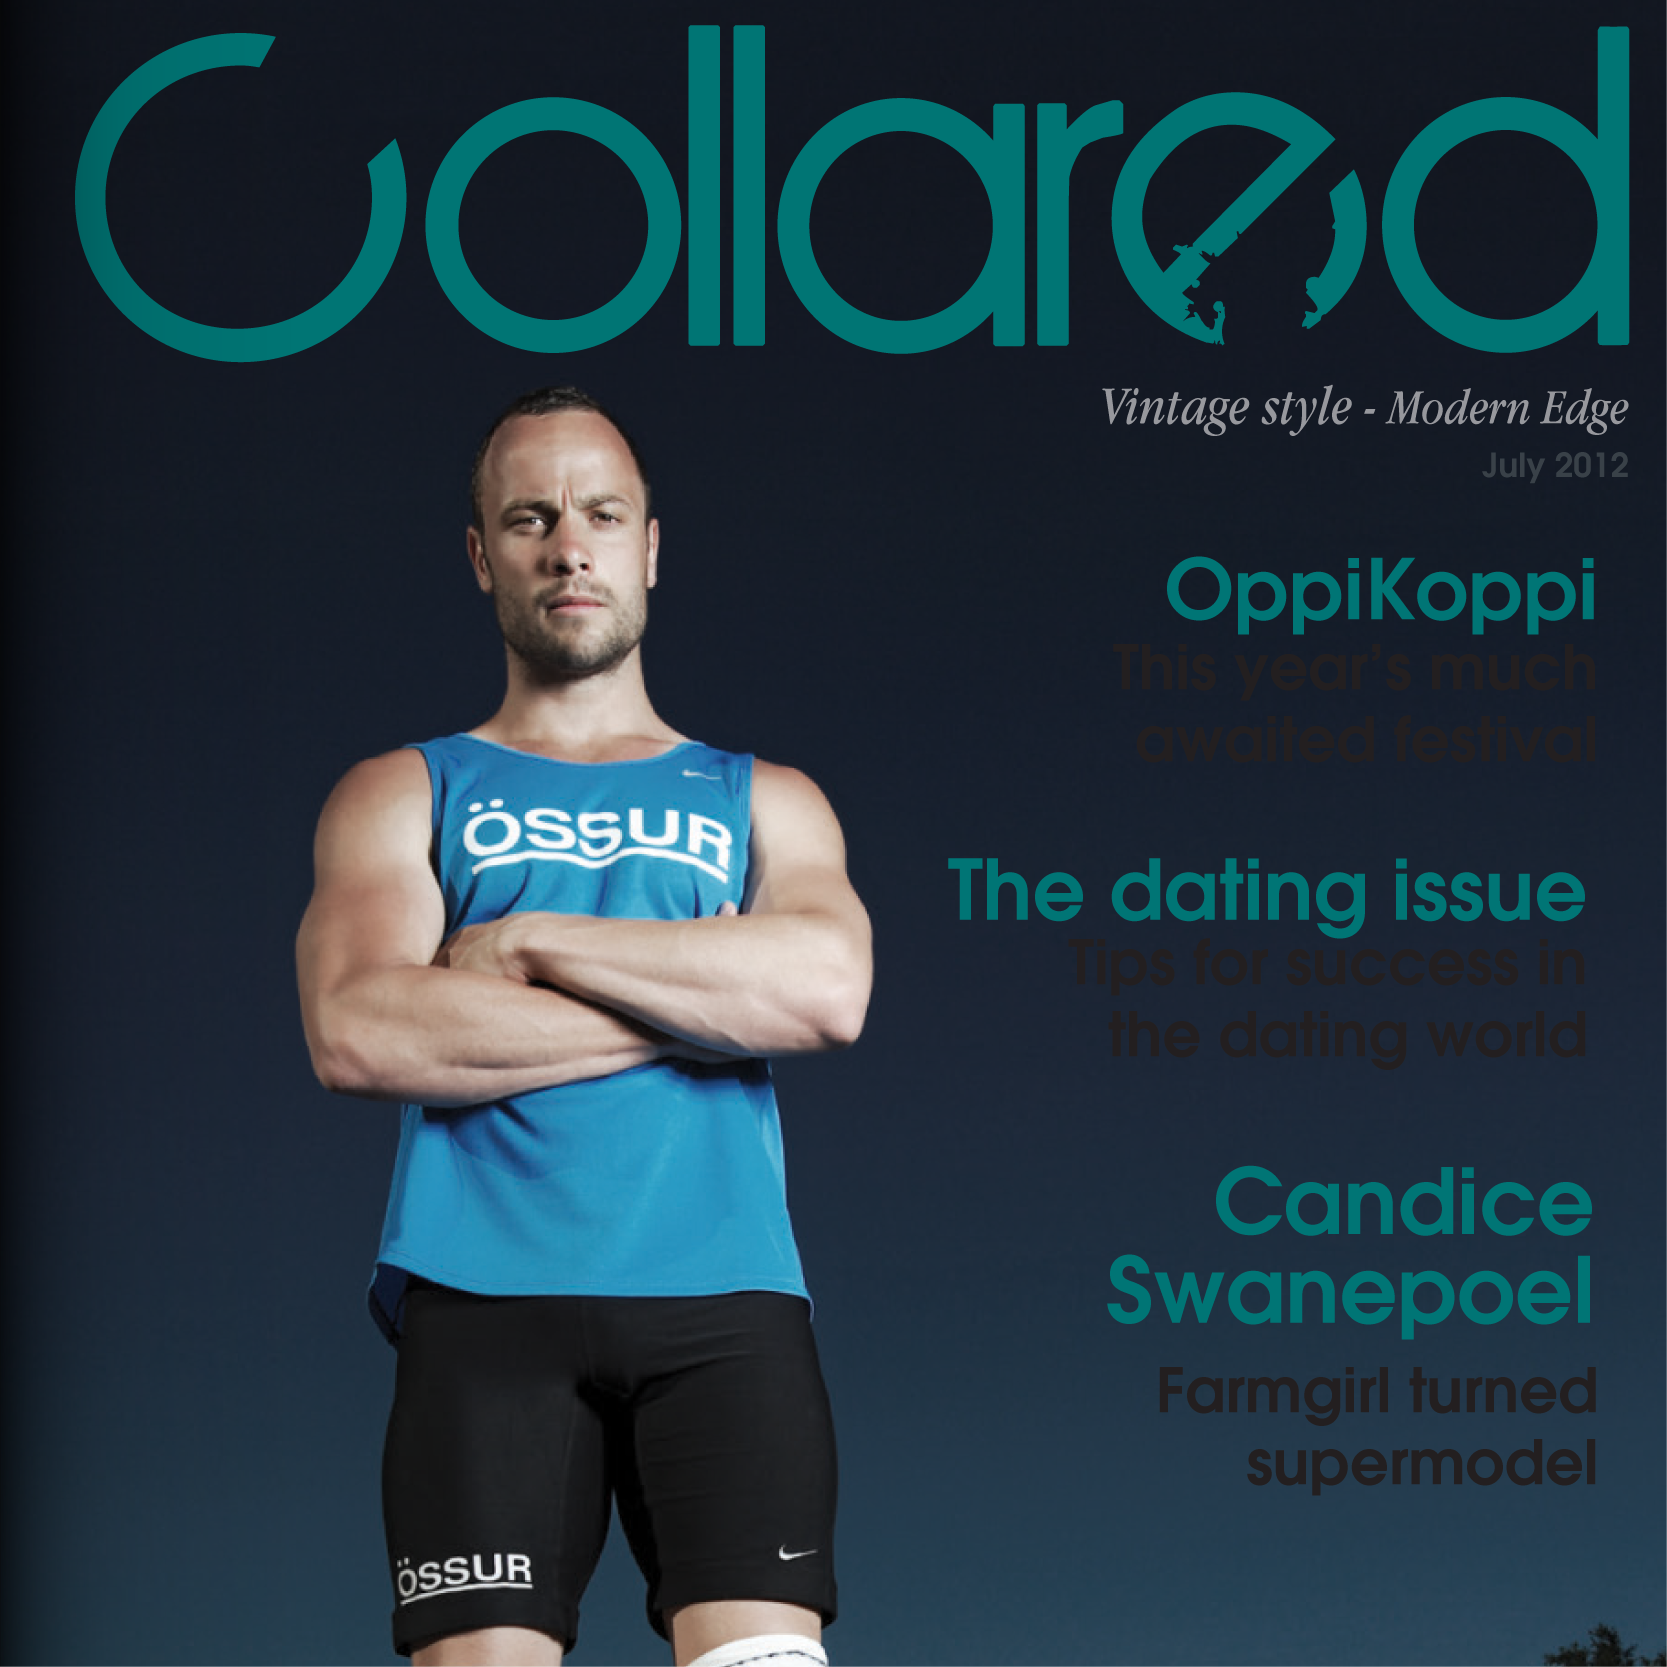 Collared
Vintage style - Modern Edge
July 2012
OppiKoppi
This year's much
awaited festival
The dating issue
Tips for success in
the dating world
Candice
Swanepoel
Farmgirl turned
supermodel
ÖSSUR
ÖSSUR